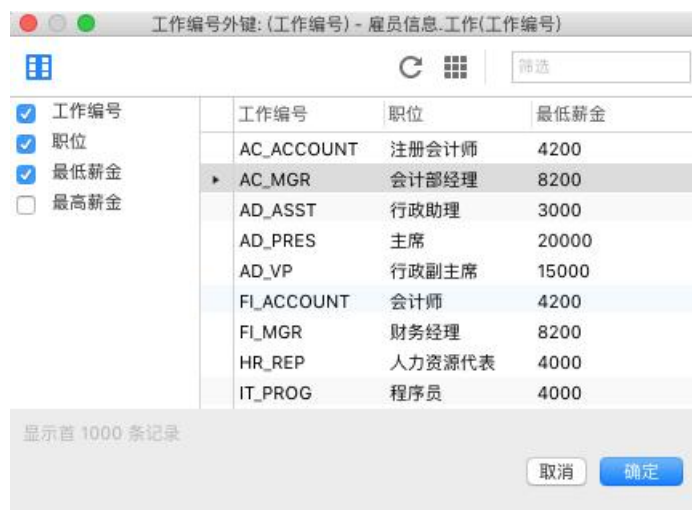 工作编号外键: (工作编号) - 雇员信息.工作(工作编号)
筛选
工作编号
职位
最低薪金
最高薪金
工作编号 职位 最低薪金
AC_ACCOUNT 注册会计师 4200
AC_MGR 会计部经理 8200
AD_ASST 行政助理 3000
AD_PRES 主席 20000
AD_VP 行政副主席 15000
FI_ACCOUNT 会计师 4200
FI_MGR 财务经理 8200
HR_REP 人力资源代表 4000
IT_PROG 程序员 4000
显示首 1000 条记录
取消 确定